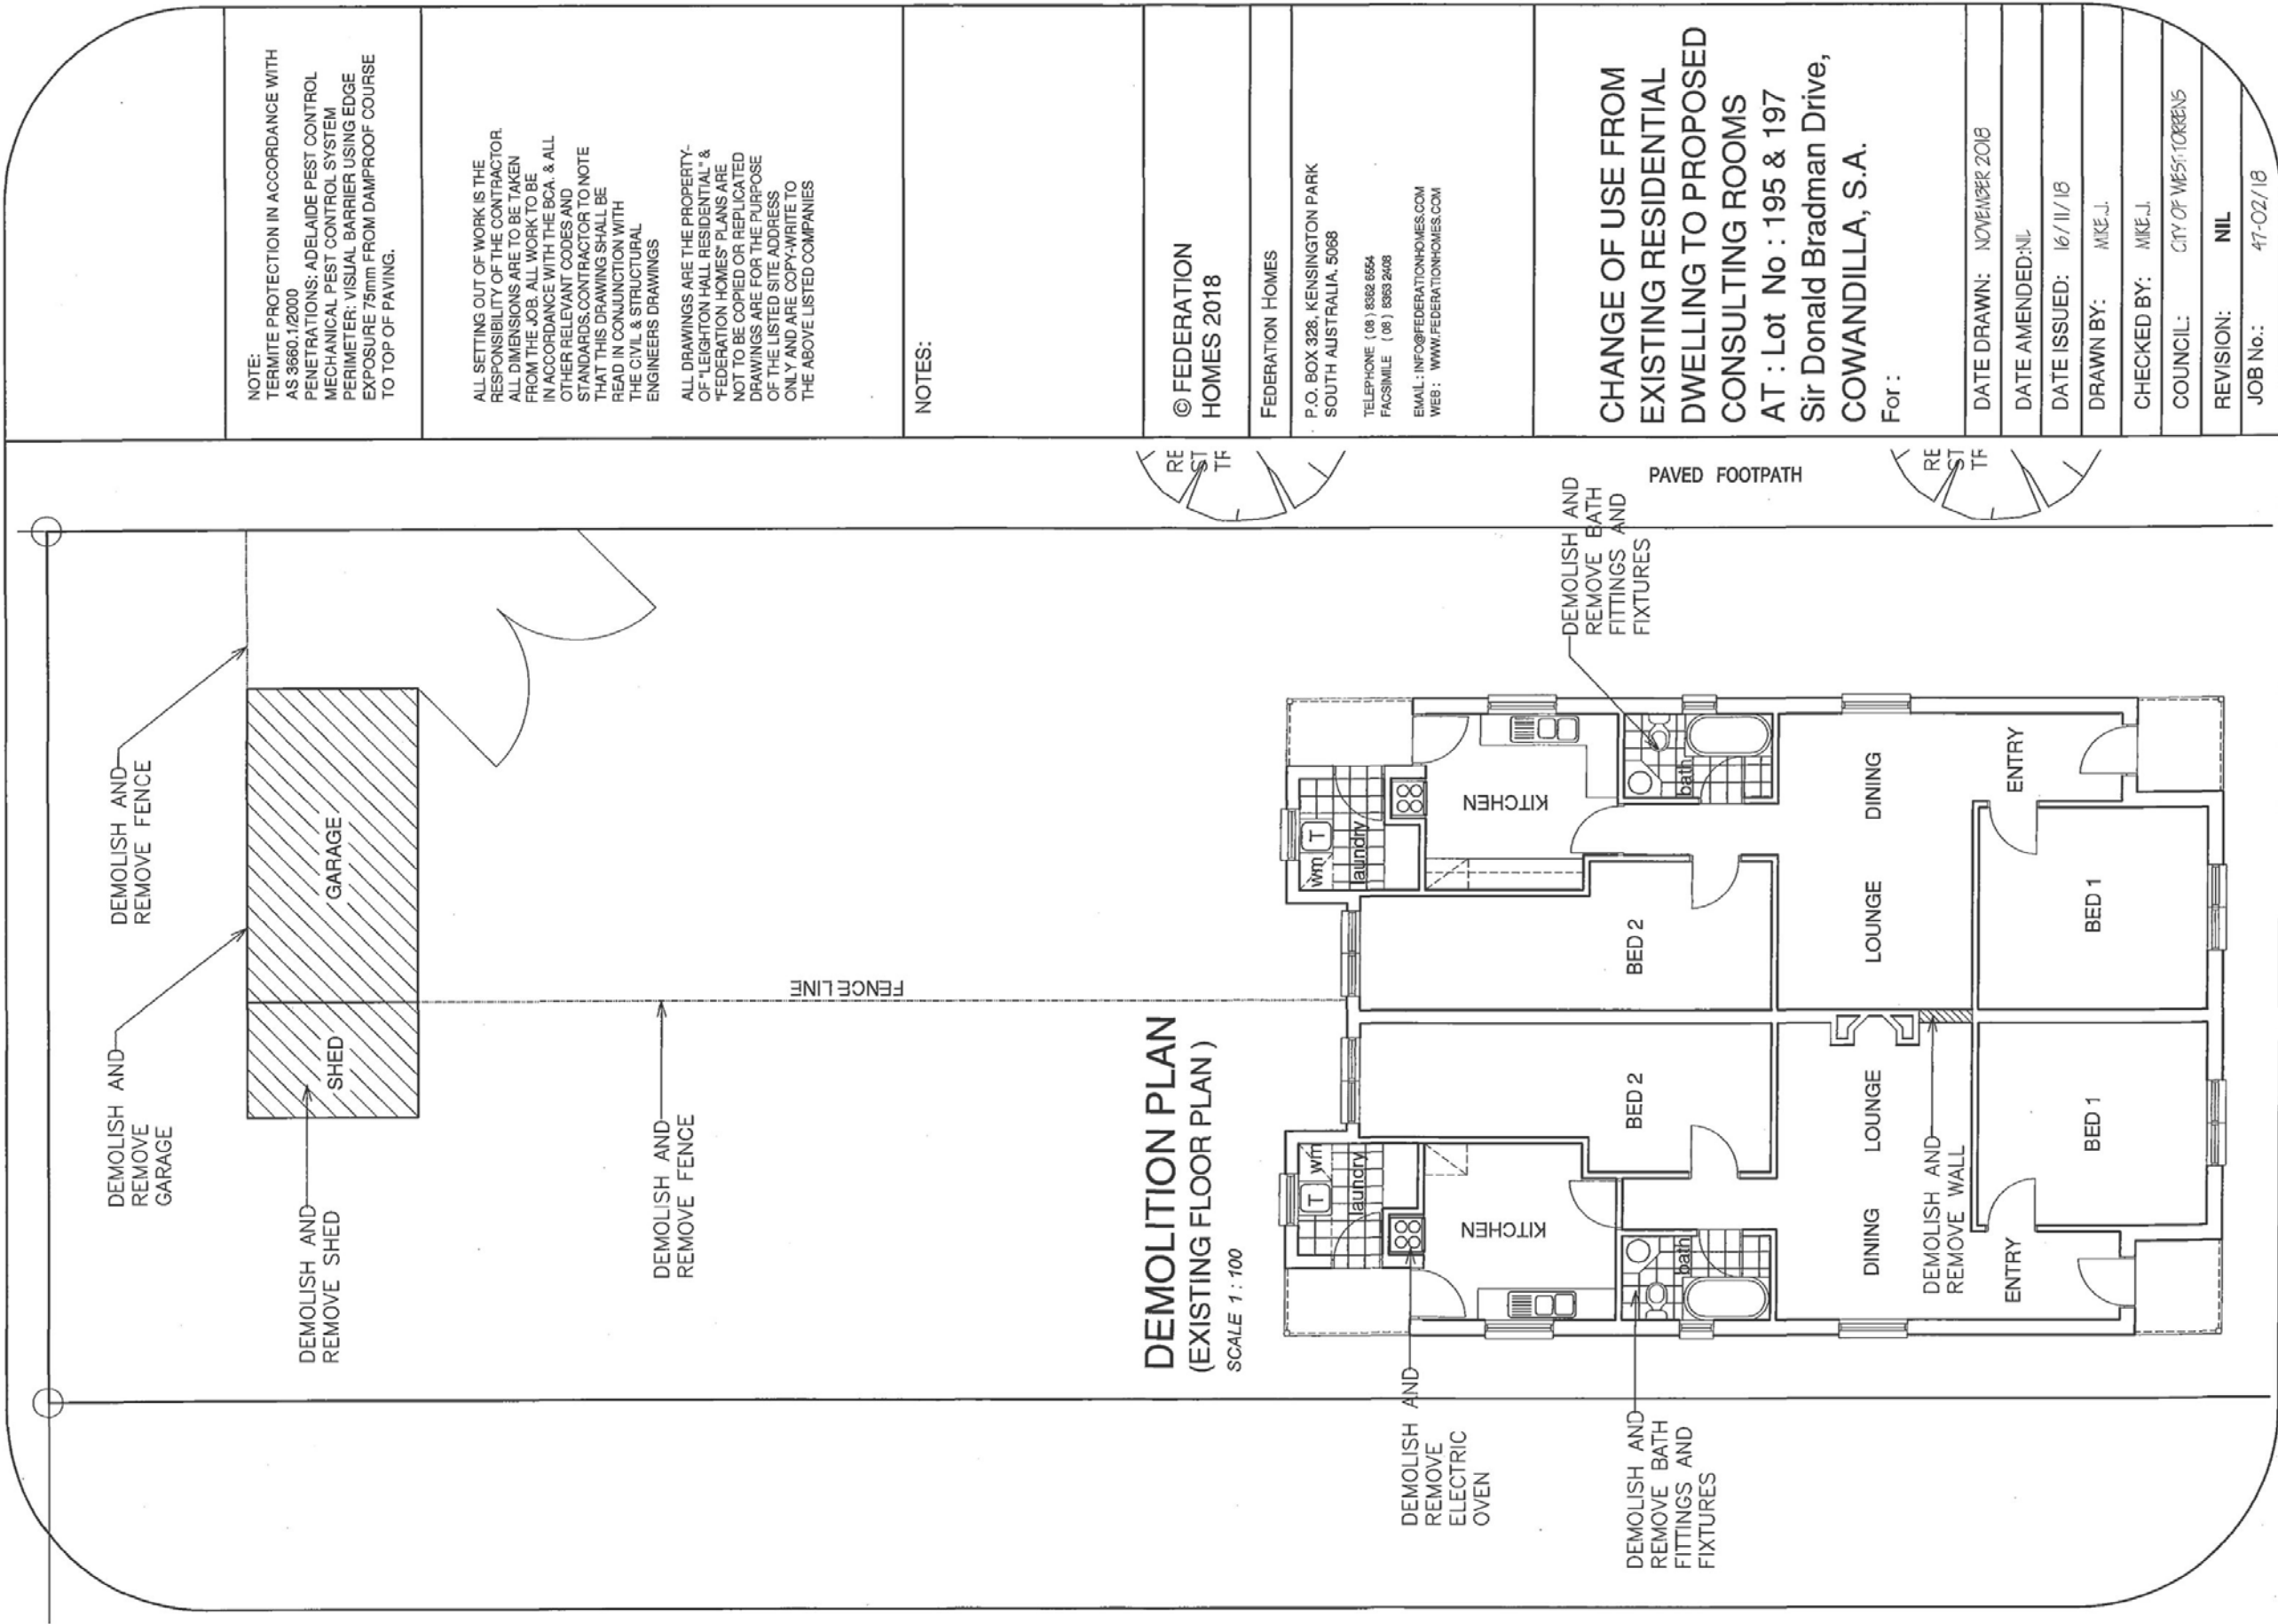 NOTE:
TERMITE PROTECTION IN ACCORDANCE WITH
AS 3660.1/2000
PENETRATIONS: ADELAIDE PEST CONTROL
MECHANICAL PEST CONTROL SYSTEM
PERIMETER: VISUAL BARRIER USING EDGE
EXPOSURE 75mm FROM DAMPROOF COURSE
TO TOP OF PAVING.
ALL SETTING OUT OF WORK IS THE
RESPONSIBILITY OF THE CONTRACTOR.
ALL DIMENSIONS ARE TO BE TAKEN
FROM THE JOB. ALL WORK TO BE
IN ACCORDANCE WITH THE BCA. & ALL
OTHER RELEVANT CODES AND
STANDARDS.CONTRACTOR TO NOTE
THAT THIS DRAWING SHALL BE
READ IN CONJUNCTION WITH
THE CIVIL & STRUCTURAL
ENGINEERS DRAWINGS
ALL DRAWINGS ARE THE PROPERTY-
OF "LEIGHTON HALL RESIDENTIAL" &
"FEDERATION HOMES" PLANS ARE
NOT TO BE COPIED OR REPLICATED
DRAWINGS ARE FOR THE PURPOSE
OF THE LISTED SITE ADDRESS
ONLY AND ARE COPY-WRITE TO
THE ABOVE LISTED COMPANIES
NOTES:
© FEDERATION
HOMES 2018
FEDERATION HOMES
P.O. BOX 328, KENSINGTON PARK
SOUTH AUSTRALIA, 5068
TELEPHONE (08) 8362 6554
FACSIMILE (08) 8363 2408
EMAIL: INFO@FEDERATIONHOMES.COM
WEB: WWW.FEDERATIONHOMES.COM
CHANGE OF USE FROM
EXISTING RESIDENTIAL
DWELLING TO PROPOSED
CONSULTING ROOMS
AT : Lot No : 195 & 197
Sir Donald Bradman Drive,
COWANDILLA, S.A.
For :
DATE DRAWN: NOVEMBER 2018
DATE AMENDED:NIL
DATE ISSUED: 16/11/18
DRAWN BY: MIKE.J.
CHECKED BY: MIKE.J.
COUNCIL: CITY OF WEST TORRENS
REVISION: NIL
JOB No.: 47-02/18
RE
ST
TR
PAVED FOOTPATH
RE
ST
TR
DEMOLISH AND
REMOVE FENCE
DEMOLISH AND
REMOVE
GARAGE
GARAGE
SHED
DEMOLISH AND
REMOVE SHED
FENCE LINE
DEMOLISH AND
REMOVE FENCE
DEMOLITION PLAN
(EXISTING FLOOR PLAN )
SCALE 1 : 100
DEMOLISH AND
REMOVE BATH
FITTINGS AND
FIXTURES
wm
T
laundry
KITCHEN
bath
BED 2
DINING
LOUNGE
ENTRY
BED 1
wm
T
laundry
KITCHEN
bath
BED 2
LOUNGE
DINING
DEMOLISH AND
REMOVE WALL
ENTRY
BED 1
DEMOLISH AND
REMOVE
ELECTRIC
OVEN
DEMOLISH AND
REMOVE BATH
FITTINGS AND
FIXTURES